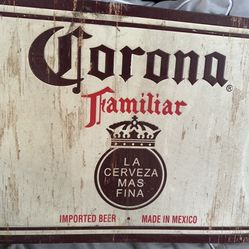 Corona®
Familiar
LA
CERVEZA
MAS
FINA
IMPORTED BEER • MADE IN MEXICO